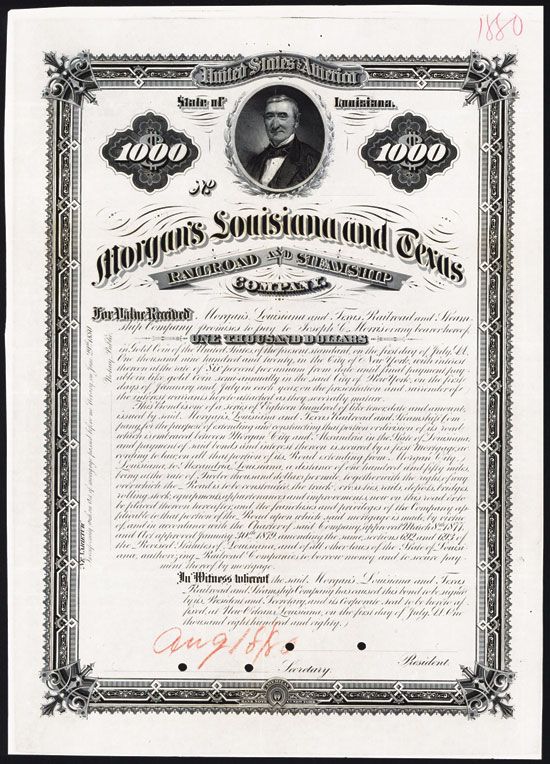 1880
United States of America
State of Louisiana.
$1000 $1000
No
Morgan's Louisiana and Texas
RAILROAD AND STEAMSHIP
COMPANY.
For Value Received Morgan's Louisiana and Texas Railroad and Steam-
ship Company promises to pay to Joseph C. Morris or any bearer hereof
ONE THOUSAND DOLLARS
in Gold Coin of the United States of the present standard, on the first day of July, A.D.
One thousand nine hundred and twenty, in the City of New York, with interest
thereon at the rate of Six per cent per annum from date until final payment, pay
able in like gold coin semi-annually in the said City of New York, on the first
days of January and July in each year, on the presentation and surrender of
the interest warrants hereto attached as they severally mature.
This Bond is one of a series of Eighteen hundred of like tenor, date and amount,
issued by said Morgan's, Louisiana and Texas Railroad and Steamship Com-
pany for the purpose of extending and constructing that portion or division of its road
which is embraced between Morgan City and Alexandria in the State of Louisiana,
and payment of said bonds and interest thereon is secured by a first Mortgage, ac-
cording to law, on all that portion of its Road extending from Morgan City
Louisiana, to Alexandria, Louisiana, a distance of one hundred and fifty miles,
being at the rate of Twelve thousand dollars per mile, together with the rights of way
over which the Road is to be constructed, the track, cross ties, rails, depots, bridges
rolling stock, equipments, appurtenances and improvements, now on this road or to
be placed thereon hereafter, and the franchises and privileges of the Company ap-
plicable to that portion of the Road upon which said mortgage is made, by virtue
of, and in accordance with the Charter of said Company approved March 8th 1877,
and Act approved January 30th 1879, amending the same, sections 692 and 693 of
the Revised Statutes of Louisiana, and of all other laws of the State of Louisi-
ana, authorizing Railroad Companies to borrow money and to secure pay-
ment thereof by mortgage.
In Witness whereof, the said, Morgan's, Louisiana and Texas
Railroad and Steamship Company has caused this bond to be signed
by its President and Secretary, and its Corporate Seal to be hereto af-
fixed, at New Orleans, Louisiana, on the first day of July, A.D. One
thousand eight hundred and eighty.
Aug 18/80
Secretary. President.
Notary Public